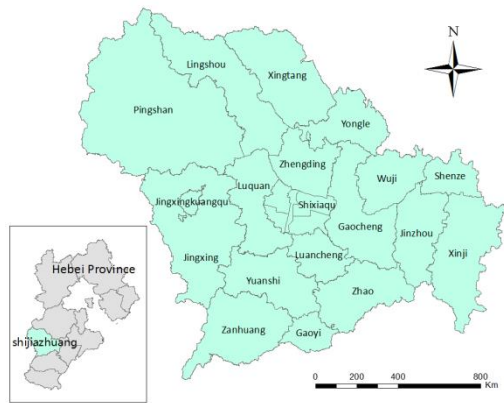 N
Lingshou
Xingtang
Pingshan
Yongle
Zhengding
Wuji
Shenze
Jingxingkuangqu
Luquan
Shixiaqu
Gaocheng
Jinzhou
Xinji
Jingxing
Luancheng
Yuanshi
Zhao
Zanhuang
Gaoyi
Hebei Province
shijiazhuang
0 200 400 800
Km